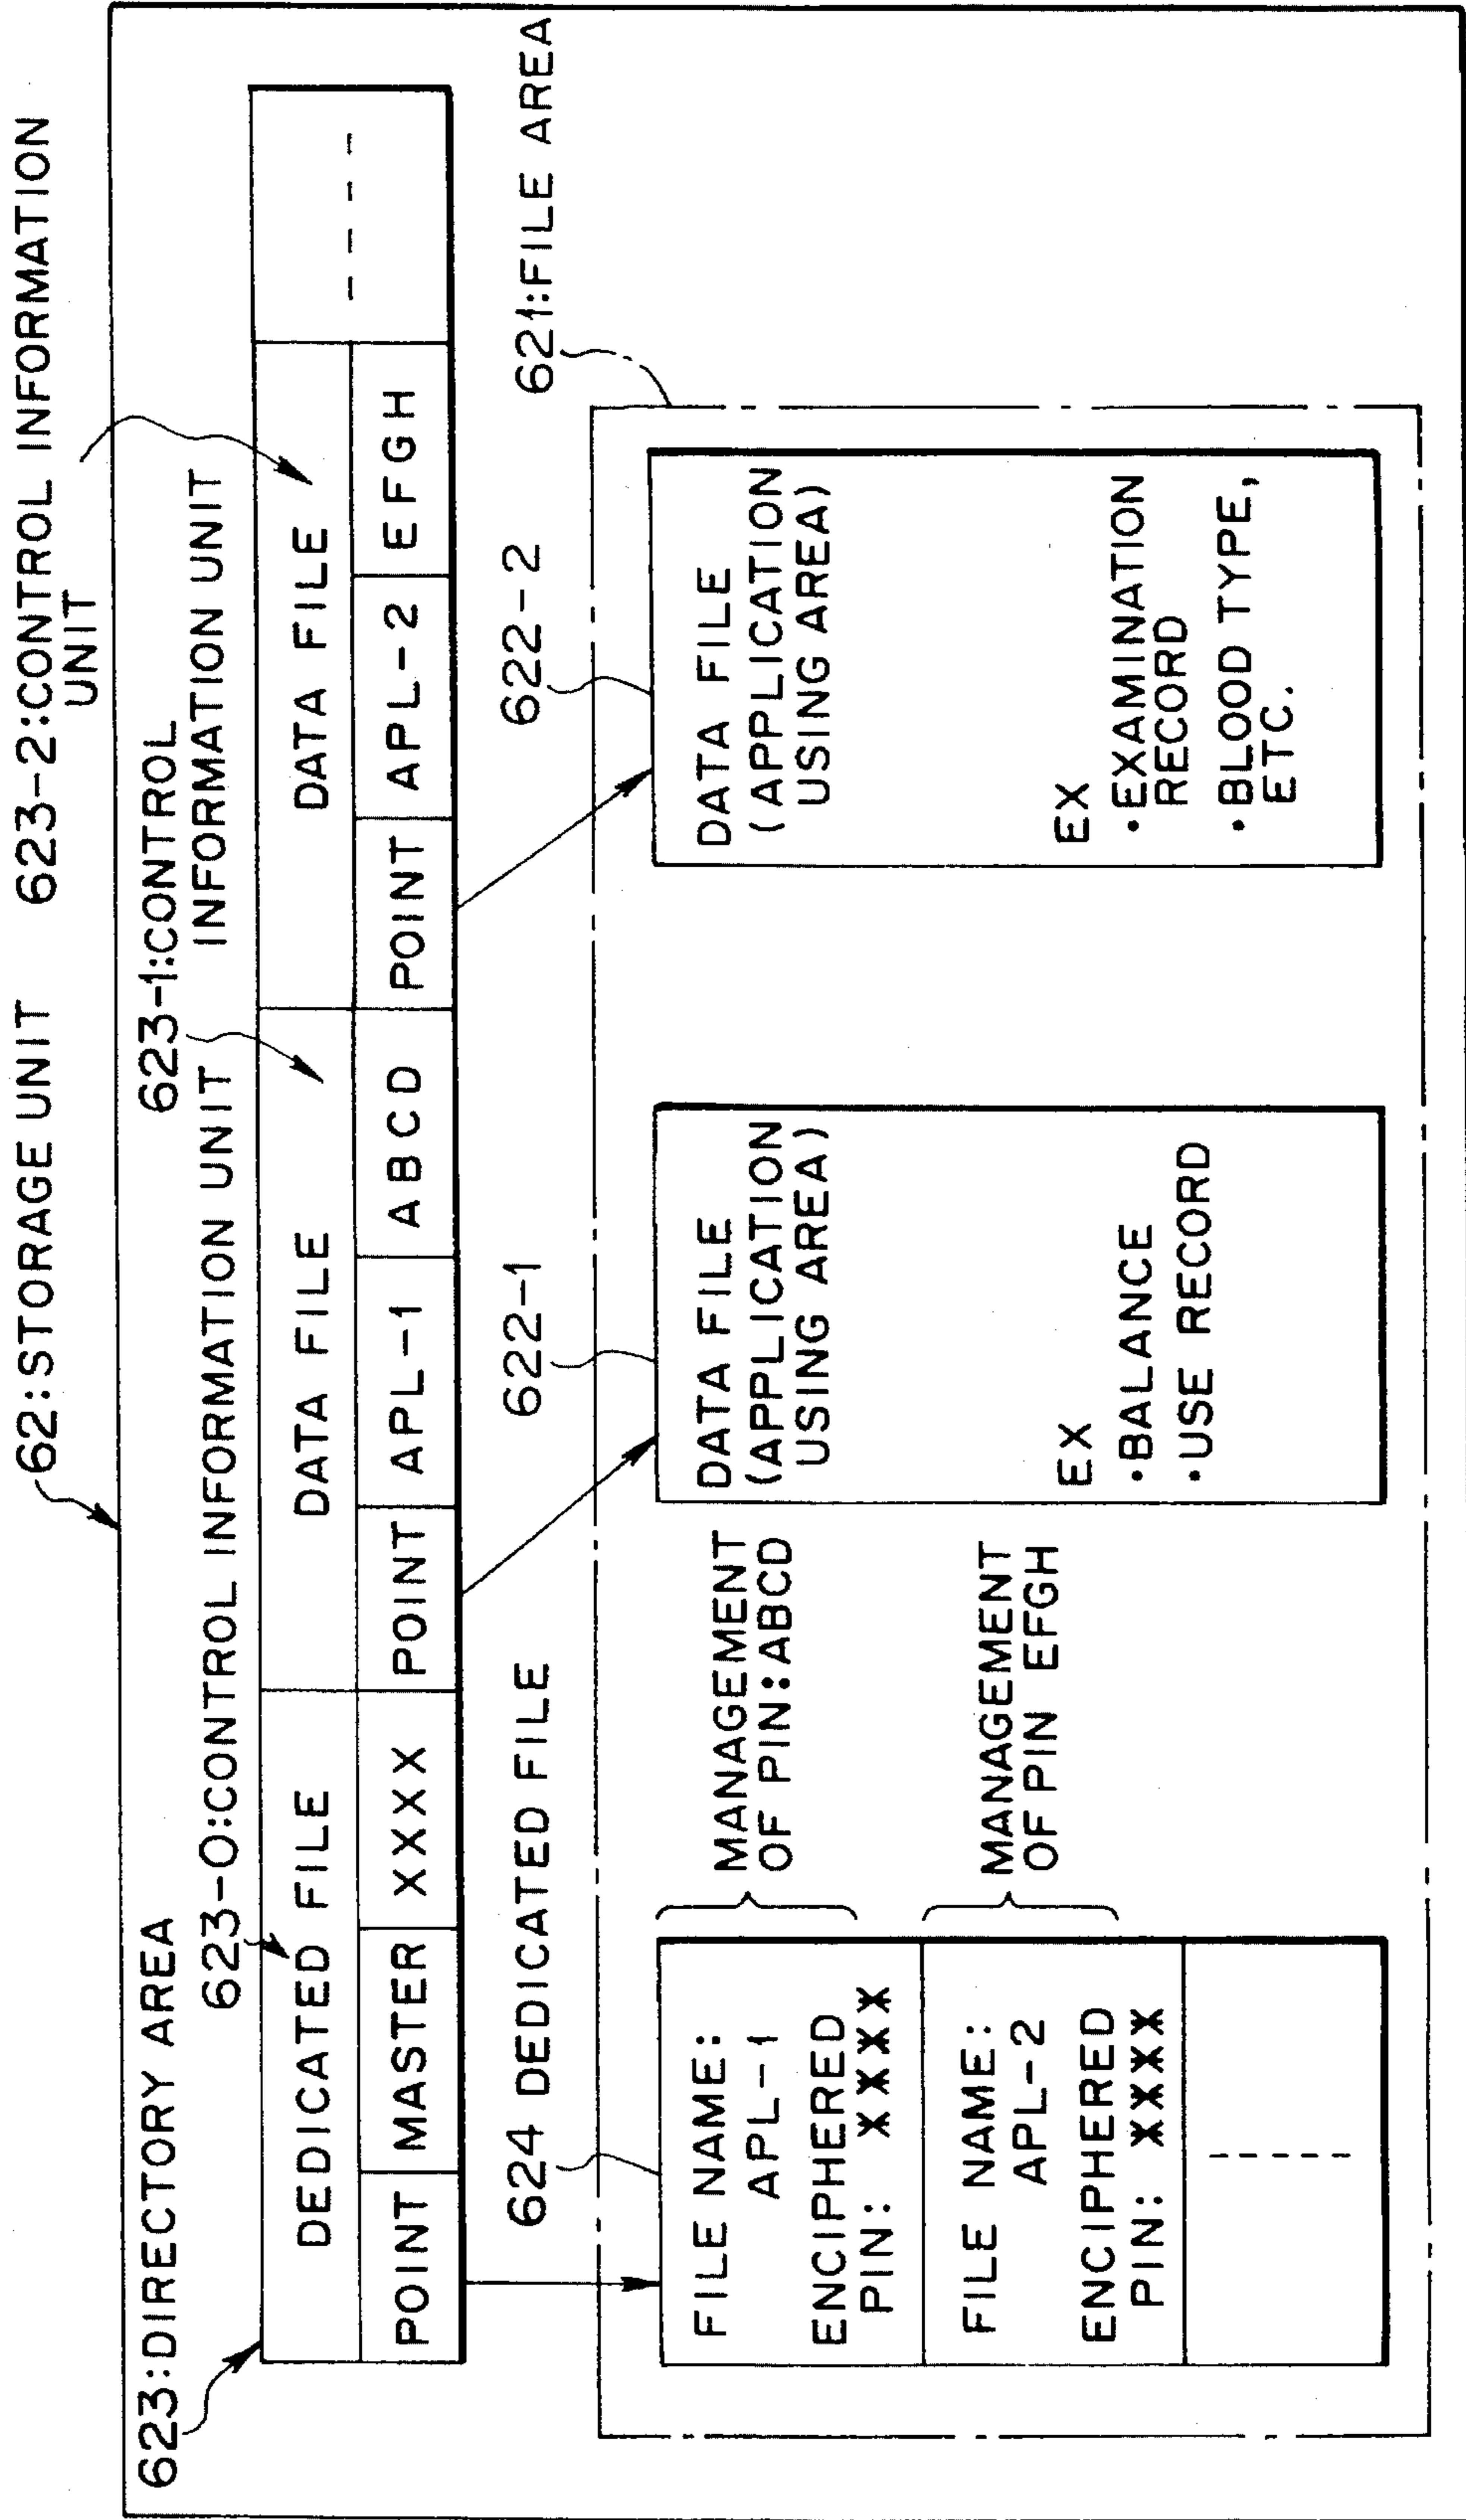 62:STORAGE UNIT
623-2:CONTROL INFORMATION
UNIT
623:DIRECTORY AREA
623-1:CONTROL
INFORMATION UNIT
623-0:CONTROL INFORMATION UNIT
DEDICATED FILE
DATA FILE
DATA FILE
POINT
MASTER
XXXX
POINT
APL-1
ABCD
POINT
APL-2
EFGH
624 DEDICATED FILE
622-1
622-2
621:FILE AREA
FILE NAME:
APL-1
ENCIPHERED
PIN: XXXX
FILE NAME:
APL-2
ENCIPHERED
PIN: XXXX
MANAGEMENT
OF PIN:ABCD
MANAGEMENT
OF PIN EFGH
DATA FILE
(APPLICATION
USING AREA)
EX
•BALANCE
•USE RECORD
DATA FILE
(APPLICATION
USING AREA)
EX
•EXAMINATION
RECORD
•BLOOD TYPE,
ETC.